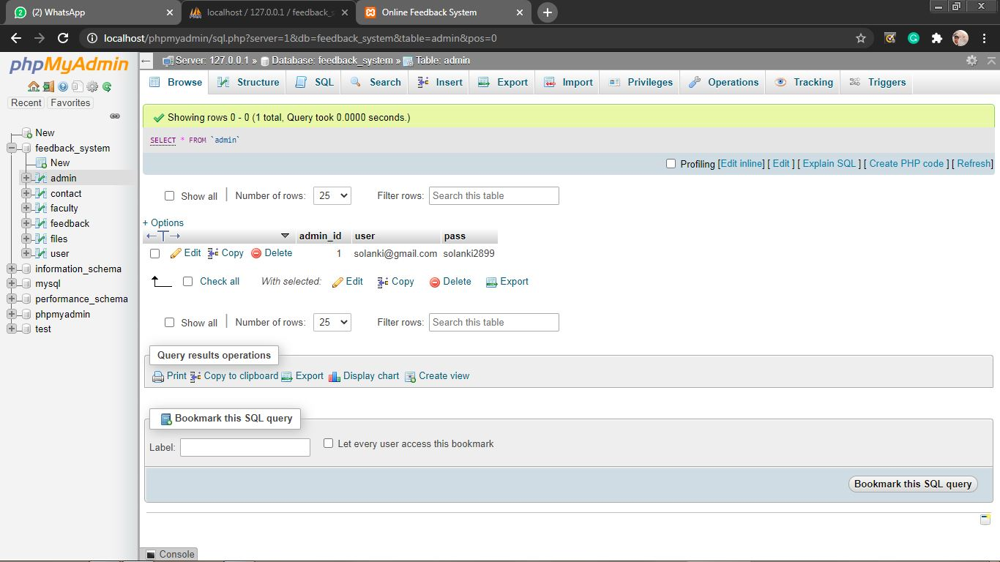 (2) WhatsApp
localhost / 127.0.0.1 / feedback_s
Online Feedback System
localhost/phpmyadmin/sql.php?server=1&db=feedback_system&table=admin&pos=0
phpMyAdmin
Recent Favorites
New
feedback_system
New
admin
contact
faculty
feedback
files
user
information_schema
mysql
performance_schema
phpmyadmin
test
Server: 127.0.0.1 » Database: feedback_system » Table: admin
Browse Structure SQL Search Insert Export Import Privileges Operations Tracking Triggers
Showing rows 0 - 0 (1 total, Query took 0.0000 seconds.)
SELECT * FROM `admin`
Profiling [Edit inline] [ Edit ] [ Explain SQL ] [ Create PHP code ] [ Refresh]
Show all | Number of rows: 25 Filter rows: Search this table
+ Options
←T→ admin_id user pass
Edit Copy Delete 1 solanki@gmail.com solanki2899
Check all With selected: Edit Copy Delete Export
Show all | Number of rows: 25 Filter rows: Search this table
Query results operations
Print Copy to clipboard Export Display chart Create view
Bookmark this SQL query
Label: Let every user access this bookmark
Bookmark this SQL query
Console